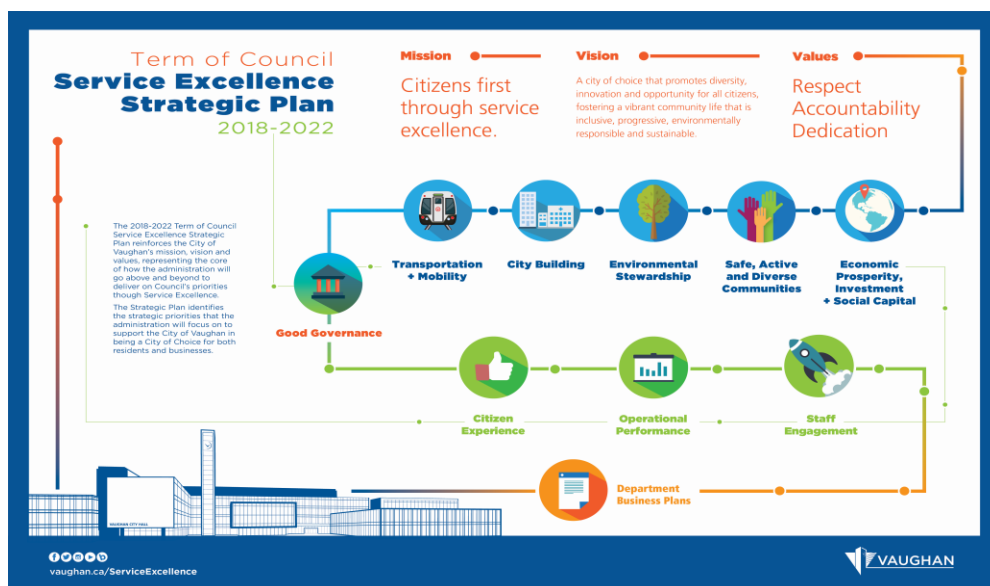 Term of Council
Service Excellence
Strategic Plan
2018-2022
Mission
Citizens first
through service
excellence.
Vision
A city of choice that promotes diversity,
innovation and opportunity for all citizens,
fostering a vibrant community life that is
inclusive, progressive, environmentally
responsible and sustainable.
Values
Respect
Accountability
Dedication
The 2018-2022 Term of Council
Service Excellence Strategic
Plan reinforces the City of
Vaughan's mission, vision and
values, representing the core
of how the administration will
go above and beyond to
deliver on Council's priorities
though Service Excellence.
The Strategic Plan identifies
the strategic priorities that the
administration will focus on to
support the City of Vaughan in
being a City of Choice for both
residents and businesses.
Good Governance
Transportation
+ Mobility
City Building
Environmental
Stewardship
Safe, Active
and Diverse
Communities
Economic
Prosperity,
Investment
+ Social Capital
Citizen
Experience
Operational
Performance
Staff
Engagement
Department
Business Plans
VAUGHAN CITY HALL
vaughan.ca/ServiceExcellence
VAUGHAN